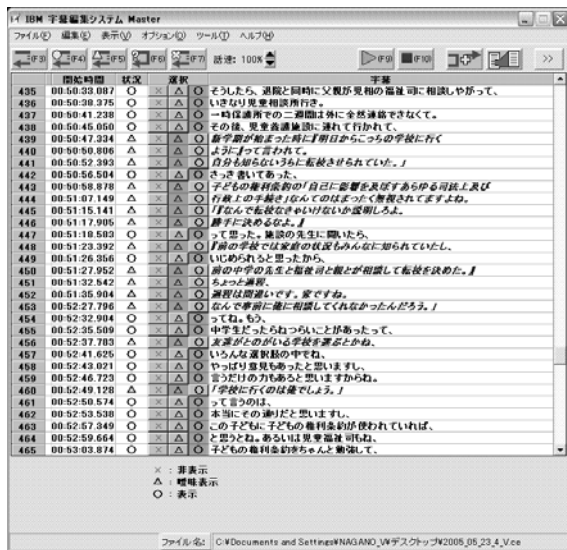 IBM 字幕編集システム Master
ファイル(F) 編集(E) 表示(V) オプション(O) ツール(T) ヘルプ(H)
(F3) (F4) (F5) (F6) (F7) 話速: 100% (F9) (F10) >>
開始時間 状況 選択 字幕
435 00:50:33.087 O × △ O そうしたら、退院と同時に父親が児相の福祉司に相談しやがって、
436 00:50:38.375 O × △ O いきなり児童相談所行き。
437 00:50:41.238 O × △ O 一時保護所での二週間は外に全然連絡できなくて。
438 00:50:45.050 O × △ O その後、児童養護施設に連れて行かれて、
439 00:50:47.334 △ × △ O 新学期が始まった時に『明日からこっちの学校に行く
440 00:50:50.806 △ × △ O ように』って言われて。
441 00:50:52.393 △ × △ O 自分も知らないうちに転校させられていた。」
442 00:50:56.504 O × △ O さっき書いてあった、
443 00:50:58.878 △ × △ O 子どもの権利条約の「自己に影響を及ぼすあらゆる司法上及び
444 00:51:07.149 △ × △ O 行政上の手続き」なんてのはまったく無視されてますよね。
445 00:51:15.141 △ × △ O 「『なんで転校なきゃいけないか説明しろよ。
446 00:51:17.905 △ × △ O 勝手に決めるなよ。』
447 00:51:18.583 O × △ O って思った。施設の先生に聞いたら、
448 00:51:23.392 △ × △ O 『前の学校では家庭の状況もみんなに知られていたし、
449 00:51:26.356 O × △ O いじめられると思ったから、
450 00:51:27.952 △ × △ O 前の中学の先生と福祉司と親とが相談して転校を決めた。』
451 00:51:32.542 △ × △ O ちょっと過程、
452 00:51:35.904 △ × △ O 過程は間違いです。家ですね。
453 00:52:27.796 △ × △ O なんで事前に俺に相談してくれなかったんだろう。」
454 00:52:32.904 O × △ O ってね。もう、
455 00:52:35.509 O × △ O 中学生だったらねつらいことがあったって、
456 00:52:37.783 △ × △ O 友達がとのがいる学校を選ぶとかね、
457 00:52:41.625 O × △ O いろんな選択肢の中でね、
458 00:52:43.021 O × △ O やっぱり意見もあったと思いますし、
459 00:52:46.723 O × △ O 言うだけの力もあると思いますからね。
460 00:52:49.128 △ × △ O 「学校に行くのは俺でしょう。」
461 00:52:50.574 O × △ O って言うのは、
462 00:52:53.538 O × △ O 本当にその通りだと思いますし、
463 00:52:57.349 O × △ O この子どもに子どもの権利条約が使われていれば、
464 00:52:59.664 O × △ O と思うとね。あるいは児童福祉司もね、
465 00:53:03.874 O × △ O 子どもの権利条約をちゃんと勉強して、
× : 非表示
△ : 曖昧表示
O : 表示
ファイル名: C:¥Documents and Settings¥NAGANO_V¥デスクトップ¥2005_05_23_4_V.ce